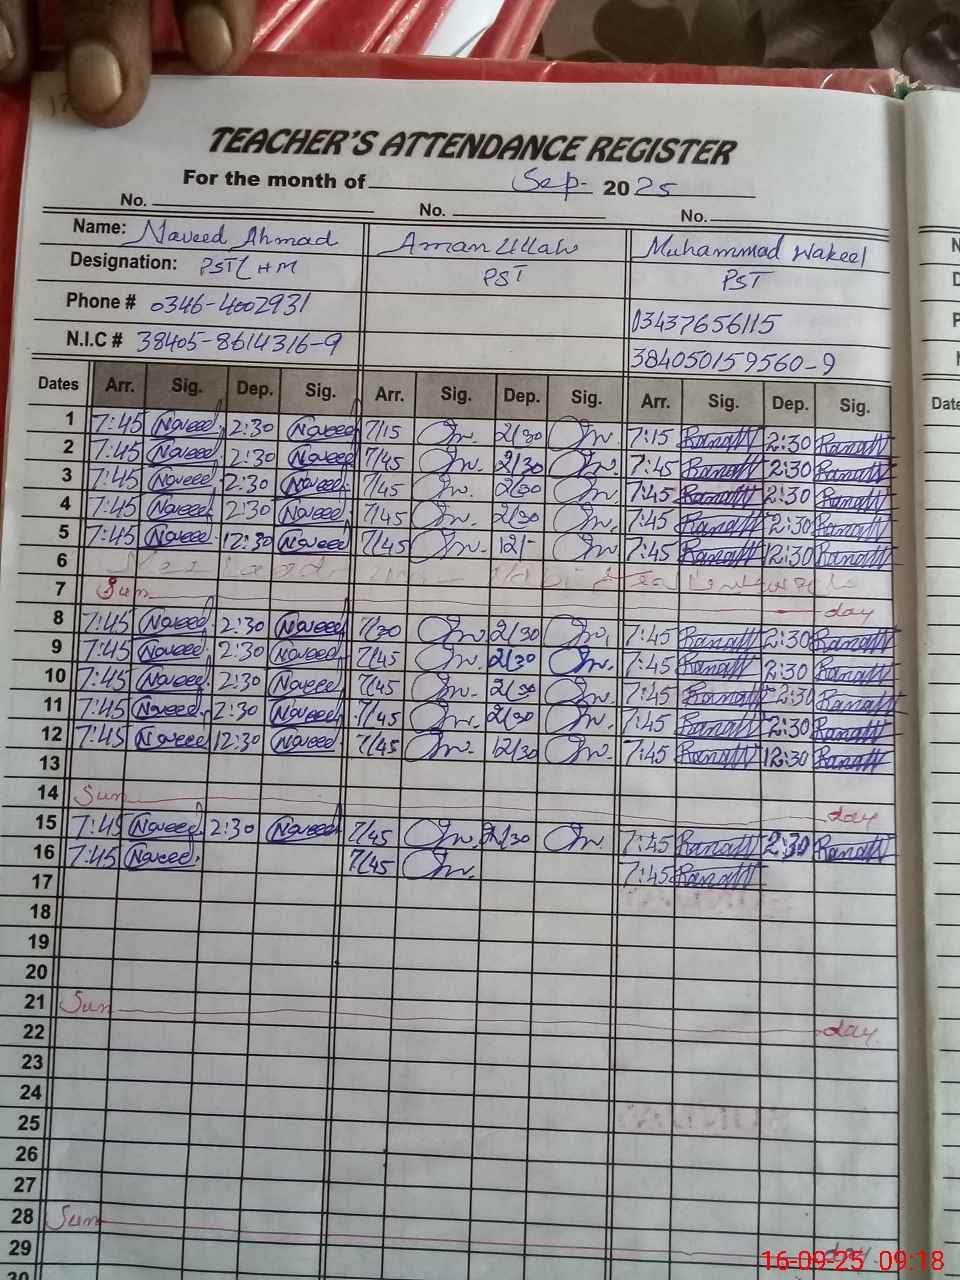 17
TEACHER'S ATTENDANCE REGISTER
For the month of Sep- 2025
No. No. No.
Name: Naveed Ahmad Aman Ullah Muhammad Wakeel
Designation: PST/HM PST PST
Phone # 0346-4002931 03437656115
N.I.C # 38405-8614316-9 384050159560-9
Dates Arr. Sig. Dep. Sig. Arr. Sig. Dep. Sig. Arr. Sig. Dep. Sig.
1 7:45 Naveed 2:30 Naveed 7/15 2/30 7:15 2:30
2 7:45 Naveed 2:30 Naveed 7/45 2/30 7:45 2:30
3 7:45 Naveed 2:30 Naveed 7/45 2/30 7:45 2:30
4 7:45 Naveed 2:30 Naveed 7/45 2/30 7:45 2:30
5 7:45 Naveed 12:30 Naveed 7/45 12/- 7:45 12:30
6
7 Sun day
8 7:45 Naveed 2:30 Naveed 7/30 2/30 7:45 2:30
9 7:45 Naveed 2:30 Naveed 7/45 2/30 7:45 2:30
10 7:45 Naveed 2:30 Naveed 7/45 2/30 7:45 2:30
11 7:45 Naveed 2:30 Naveed 7/45 2/30 7:45 2:30
12 7:45 Naveed 12:30 Naveed 7/45 12/30 7:45 12:30
13
14 Sun day
15 7:45 Naveed 2:30 Naveed 7/45 2/30 7:45 2:30
16 7:45 Naveed 7/45 7:45
17
18
19
20
21 Sun day
22
23
24
25
26
27
28 Sun day
29
30
Date
16-09-25 09:18